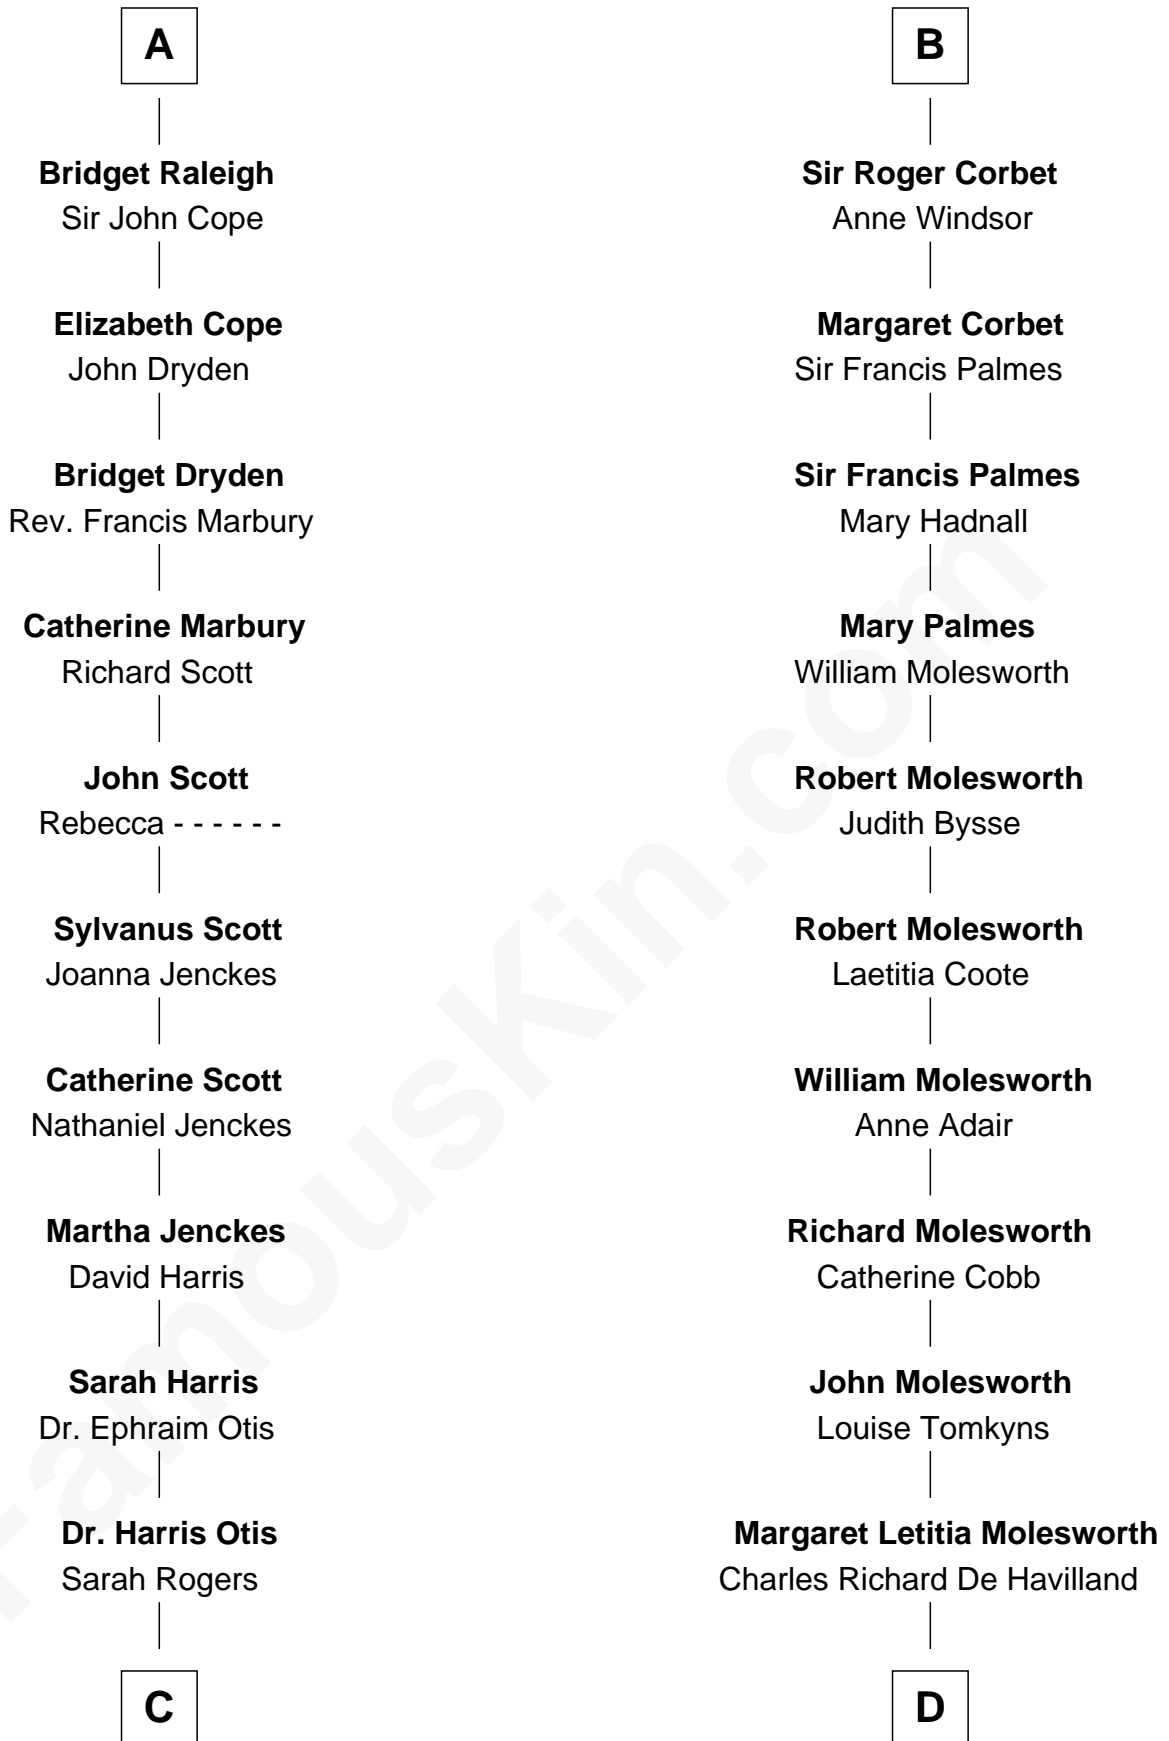 A
Bridget Raleigh
Sir John Cope
Elizabeth Cope
John Dryden
Bridget Dryden
Rev. Francis Marbury
Catherine Marbury
Richard Scott
John Scott
Rebecca - - - - - -
Sylvanus Scott
Joanna Jenckes
Catherine Scott
Nathaniel Jenckes
Martha Jenckes
David Harris
Sarah Harris
Dr. Ephraim Otis
Dr. Harris Otis
Sarah Rogers
C
B
Sir Roger Corbet
Anne Windsor
Margaret Corbet
Sir Francis Palmes
Sir Francis Palmes
Mary Hadnall
Mary Palmes
William Molesworth
Robert Molesworth
Judith Bysse
Robert Molesworth
Laetitia Coote
William Molesworth
Anne Adair
Richard Molesworth
Catherine Cobb
John Molesworth
Louise Tomkyns
Margaret Letitia Molesworth
Charles Richard De Havilland
D
FamousKin.com